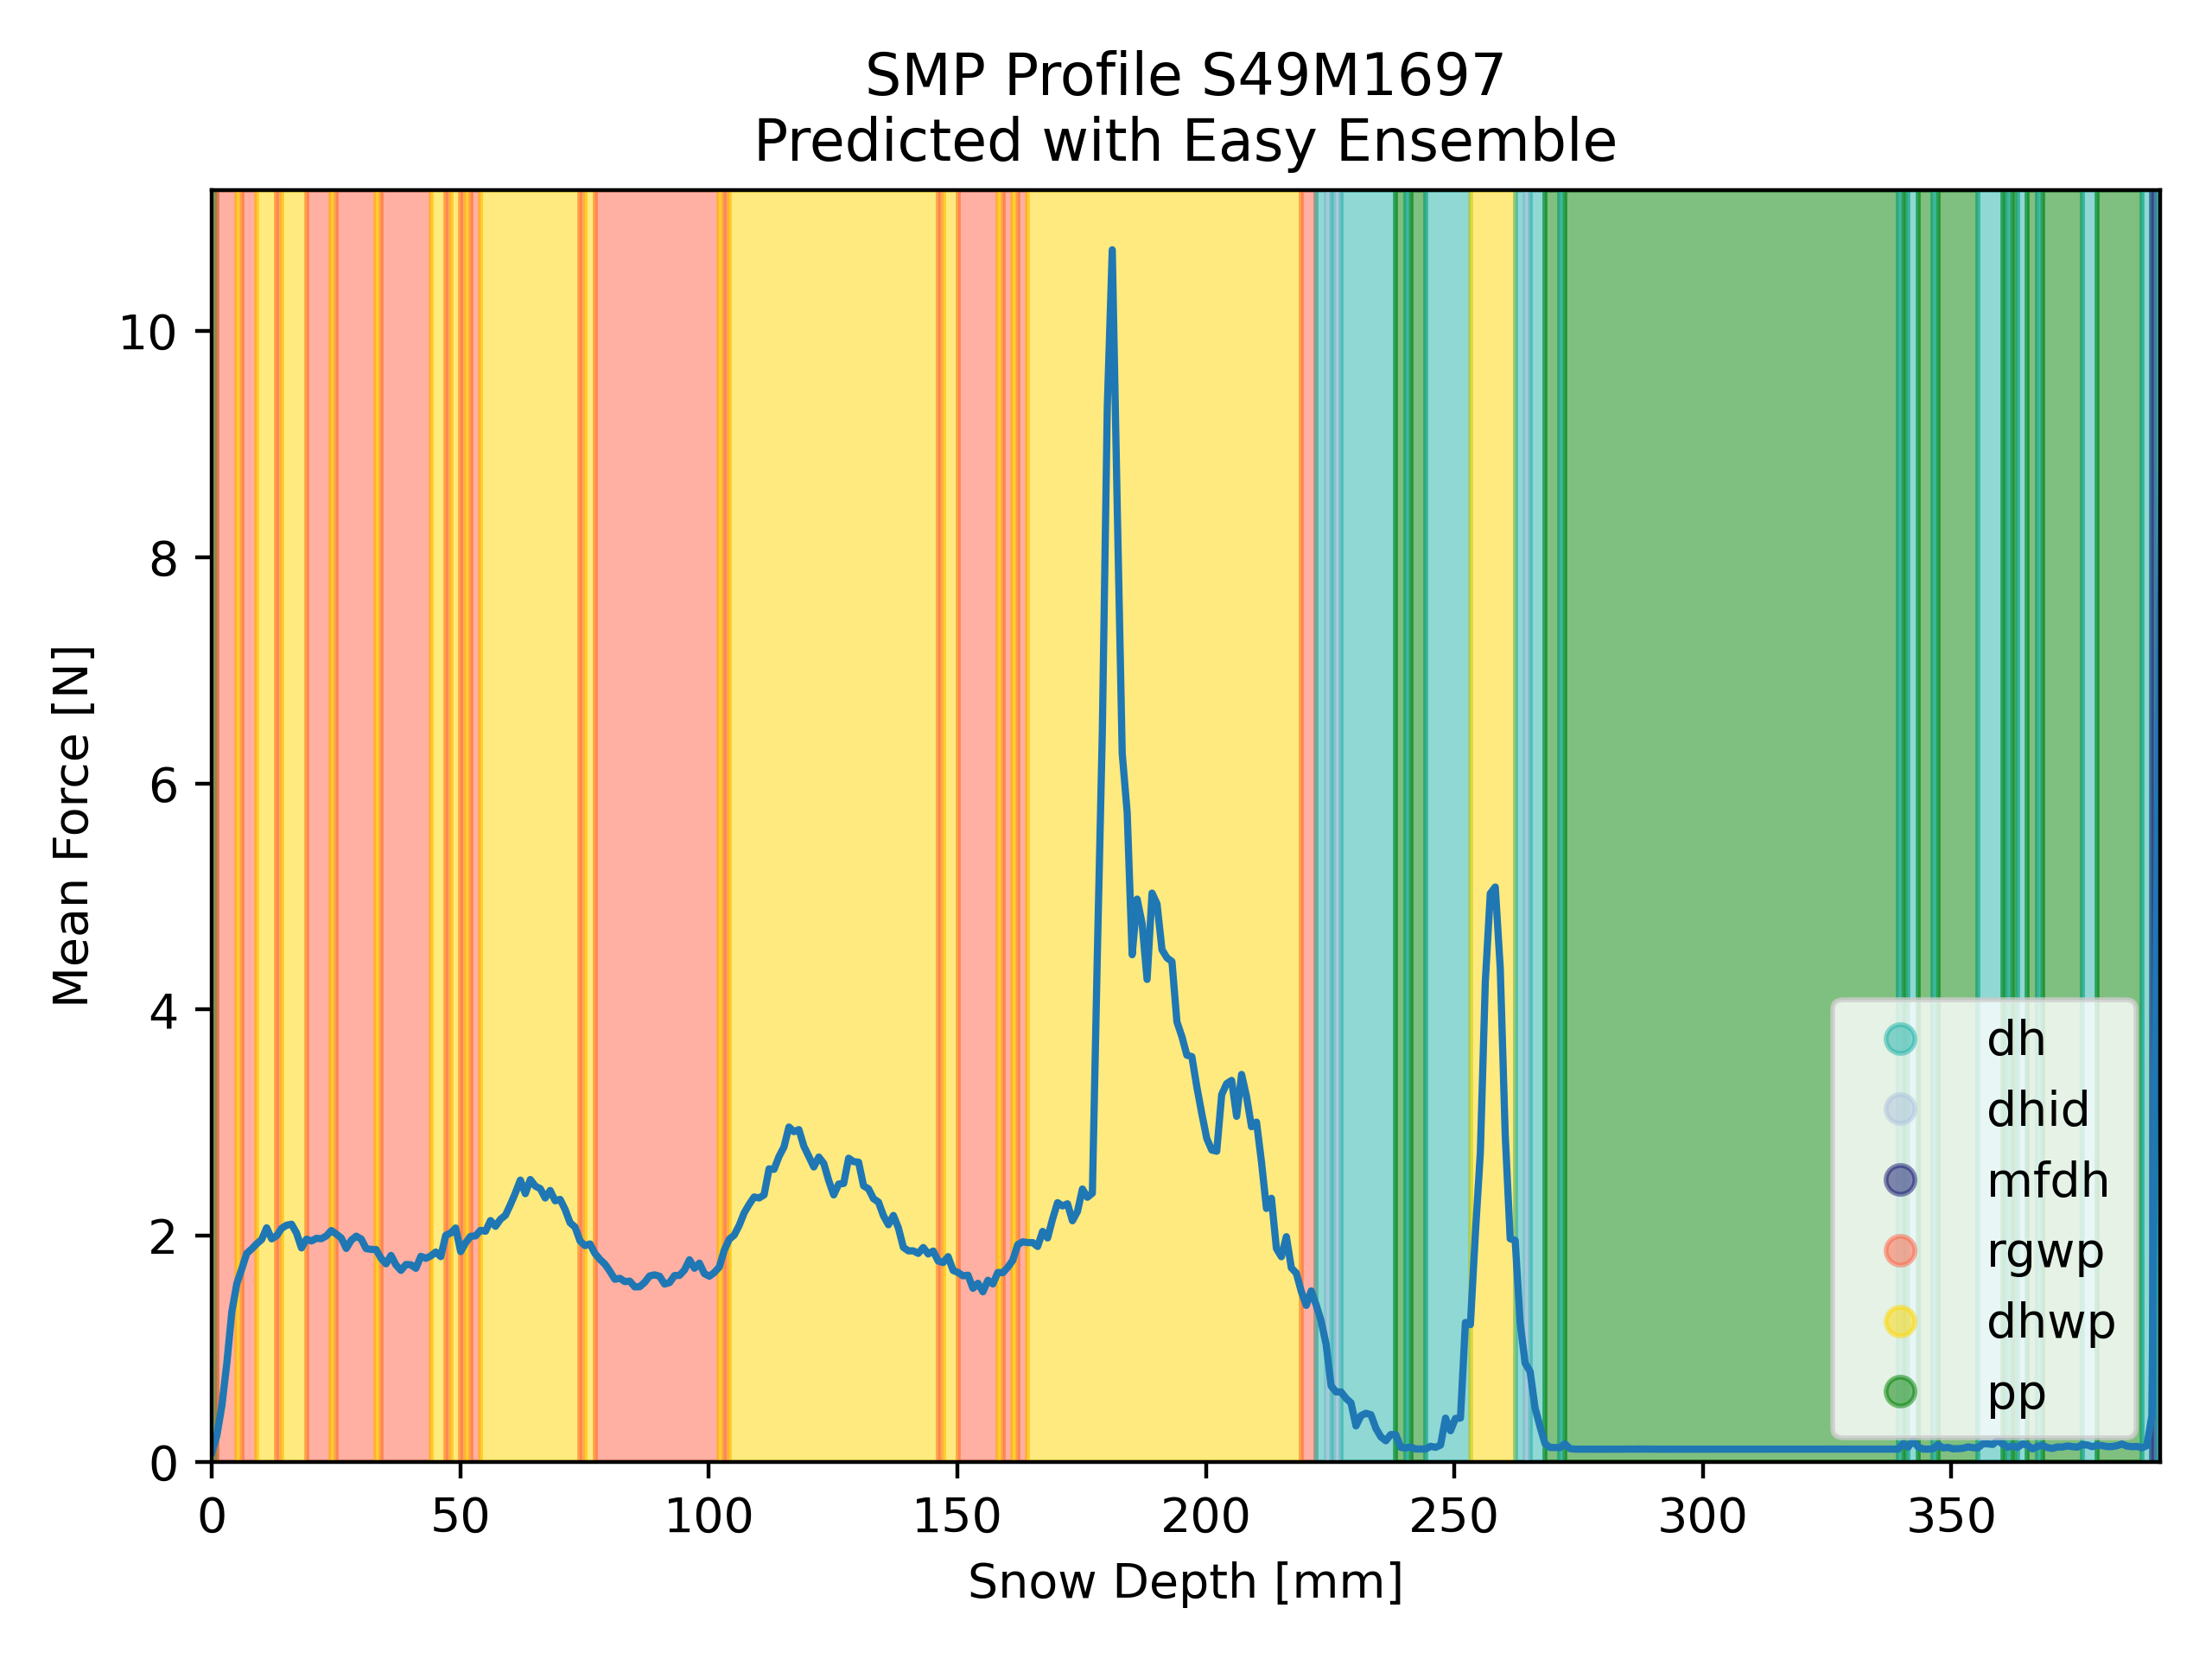 SMP Profile S49M1697
Predicted with Easy Ensemble
Mean Force [N]
10
8
6
4
2
0
0 50 100 150 200 250 300 350
Snow Depth [mm]
dh
dhid
mfdh
rgwp
dhwp
pp